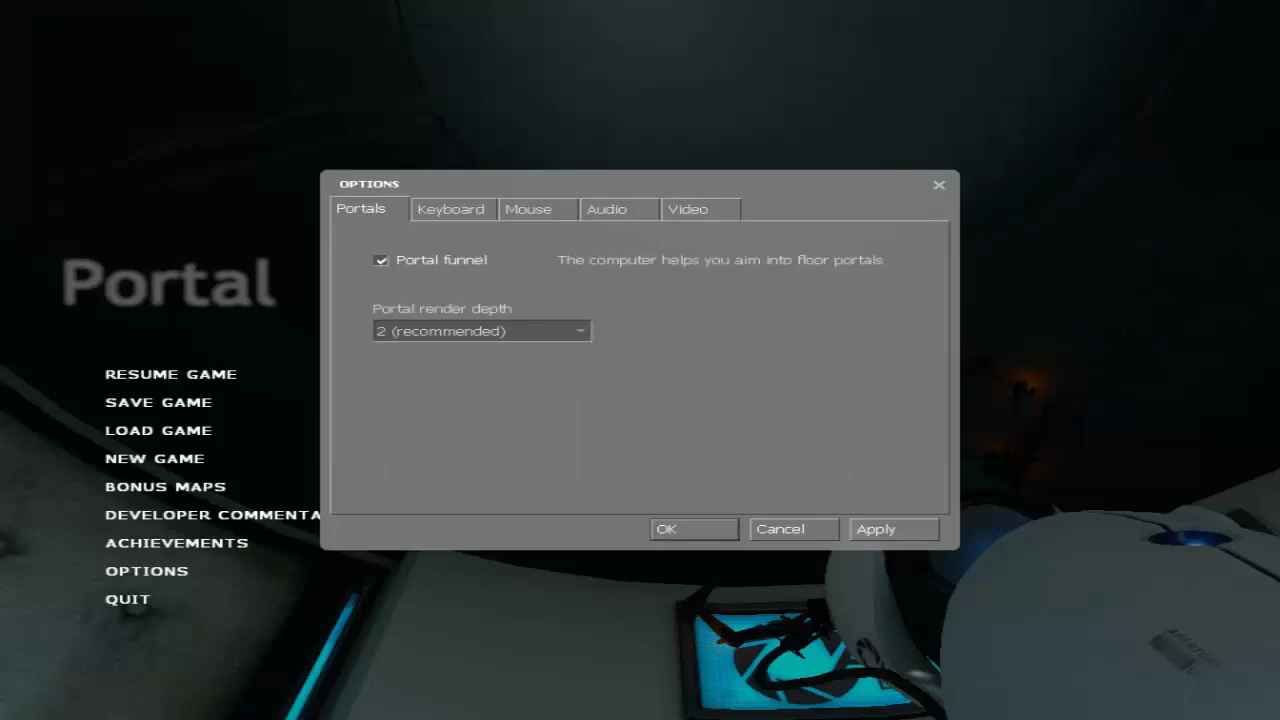 OPTIONS
Portals Keyboard Mouse Audio Video
Portal funnel The computer helps you aim into floor portals
Portal render depth
2 (recommended)
OK Cancel Apply
Portal
RESUME GAME
SAVE GAME
LOAD GAME
NEW GAME
BONUS MAPS
DEVELOPER COMMENTA
ACHIEVEMENTS
OPTIONS
QUIT